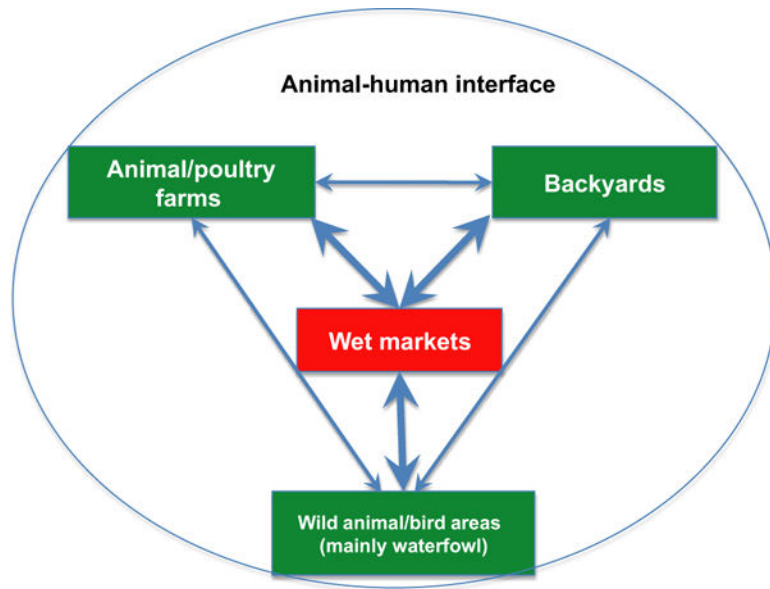 Animal-human interface
Animal/poultry
farms
Backyards
Wet markets
Wild animal/bird areas
(mainly waterfowl)